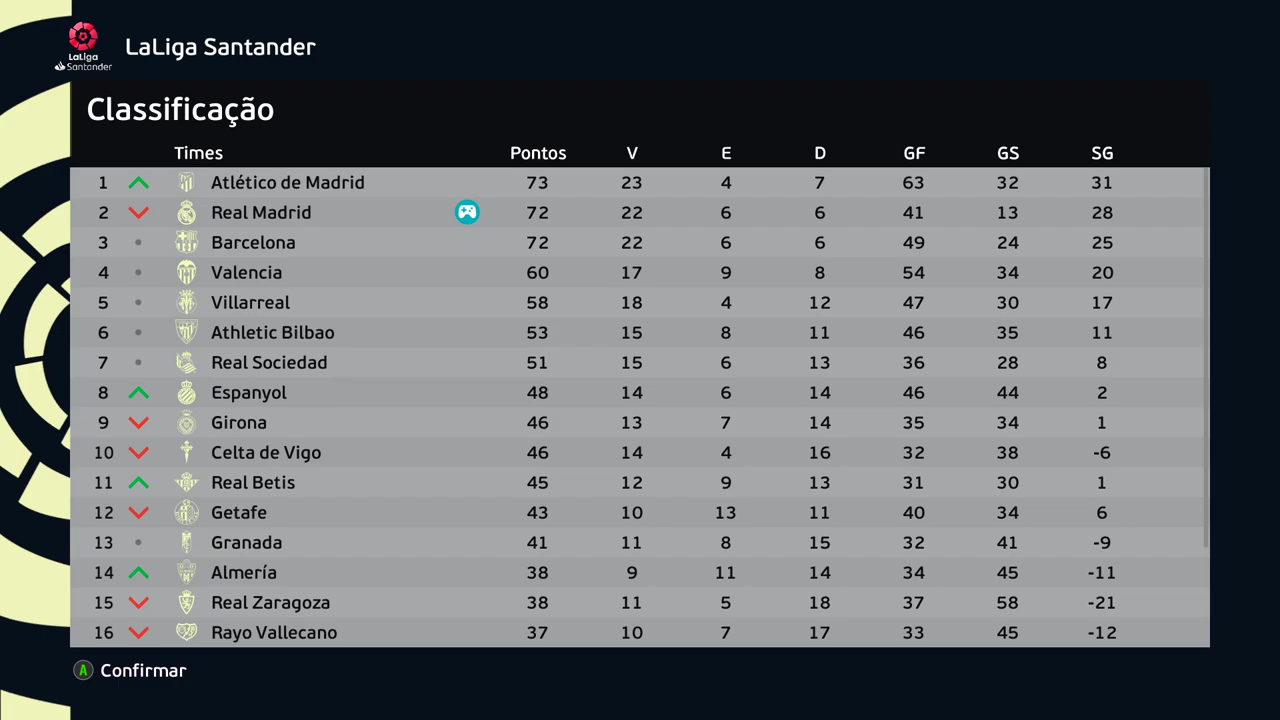 LaLiga Santander
LaLiga
Santander
Classificação
Times Pontos V E D GF GS SG
1 Atlético de Madrid 73 23 4 7 63 32 31
2 Real Madrid 72 22 6 6 41 13 28
3 Barcelona 72 22 6 6 49 24 25
4 Valencia 60 17 9 8 54 34 20
5 Villarreal 58 18 4 12 47 30 17
6 Athletic Bilbao 53 15 8 11 46 35 11
7 Real Sociedad 51 15 6 13 36 28 8
8 Espanyol 48 14 6 14 46 44 2
9 Girona 46 13 7 14 35 34 1
10 Celta de Vigo 46 14 4 16 32 38 -6
11 Real Betis 45 12 9 13 31 30 1
12 Getafe 43 10 13 11 40 34 6
13 Granada 41 11 8 15 32 41 -9
14 Almería 38 9 11 14 34 45 -11
15 Real Zaragoza 38 11 5 18 37 58 -21
16 Rayo Vallecano 37 10 7 17 33 45 -12
A Confirmar